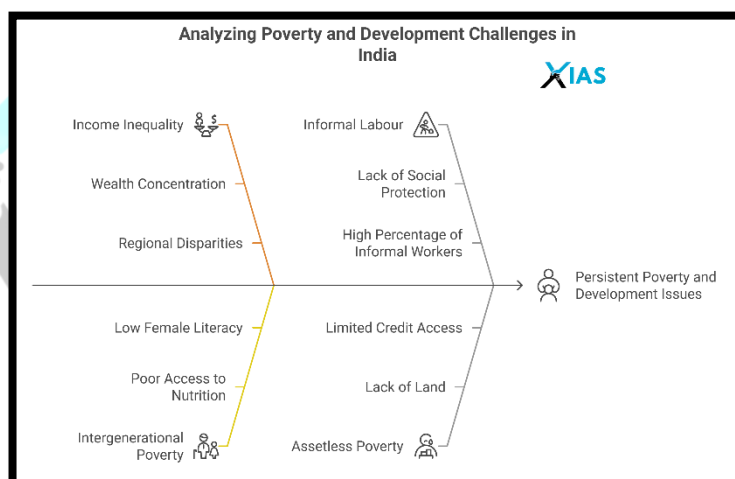 Analyzing Poverty and Development Challenges in
India
XIAS
Income Inequality
$
Wealth Concentration
Regional Disparities
Informal Labour
Lack of Social
Protection
High Percentage of
Informal Workers
Persistent Poverty and
Development Issues
Low Female Literacy
Poor Access to
Nutrition
Intergenerational
Poverty
Limited Credit Access
Lack of Land
Assetless Poverty